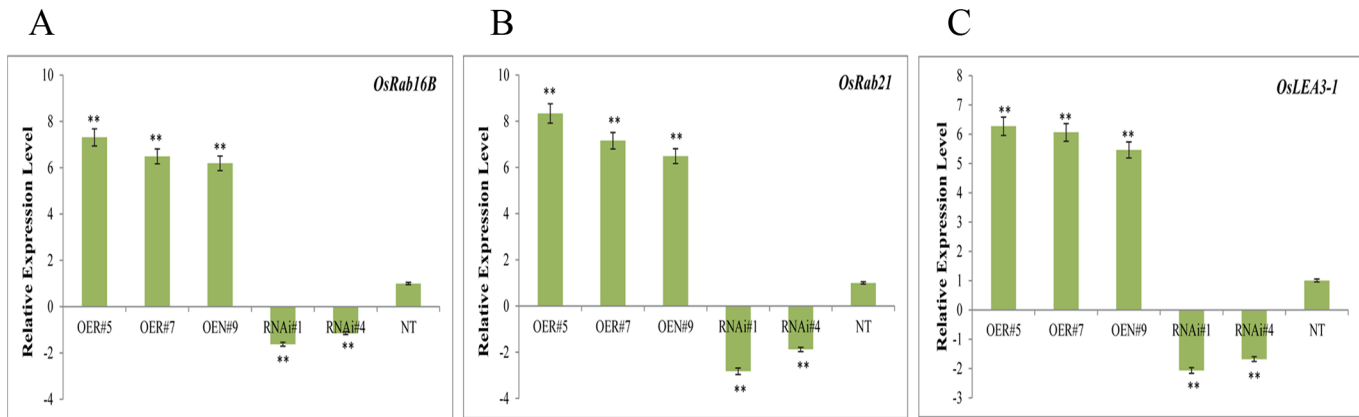 A
B
C
OsRab16B
Relative Expression Level
10
8
6
4
2
0
-2
-4
**
**
**
**
**
OER#5
OER#7
OEN#9
RNAi#1
RNAi#4
NT
OsRab21
Relative Expression Level
10
8
6
4
2
0
-2
-4
**
**
**
**
**
OER#5
OER#7
OEN#9
RNAi#1
RNAi#4
NT
OsLEA3-1
Relative Expression Level
8
7
6
5
4
3
2
1
0
-1
-2
-3
**
**
**
**
**
OER#5
OER#7
OEN#9
RNAi#1
RNAi#4
NT